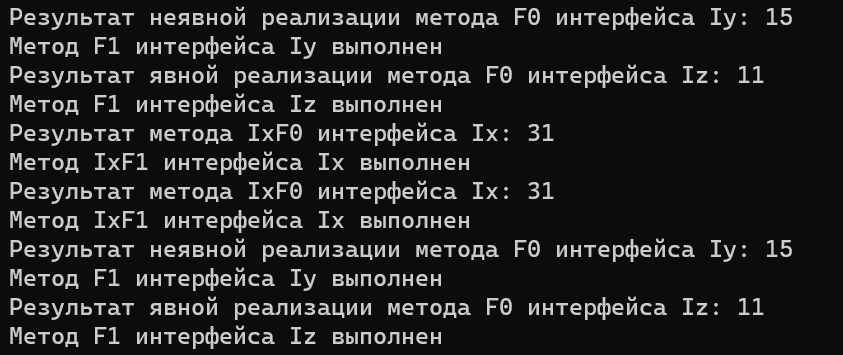 Результат неявной реализации метода F0 интерфейса Iy: 15
Метод F1 интерфейса Iy выполнен
Результат явной реализации метода F0 интерфейса Iz: 11
Метод F1 интерфейса Iz выполнен
Результат метода IxF0 интерфейса Ix: 31
Метод IxF1 интерфейса Ix выполнен
Результат метода IxF0 интерфейса Ix: 31
Метод IxF1 интерфейса Ix выполнен
Результат неявной реализации метода F0 интерфейса Iy: 15
Метод F1 интерфейса Iy выполнен
Результат явной реализации метода F0 интерфейса Iz: 11
Метод F1 интерфейса Iz выполнен